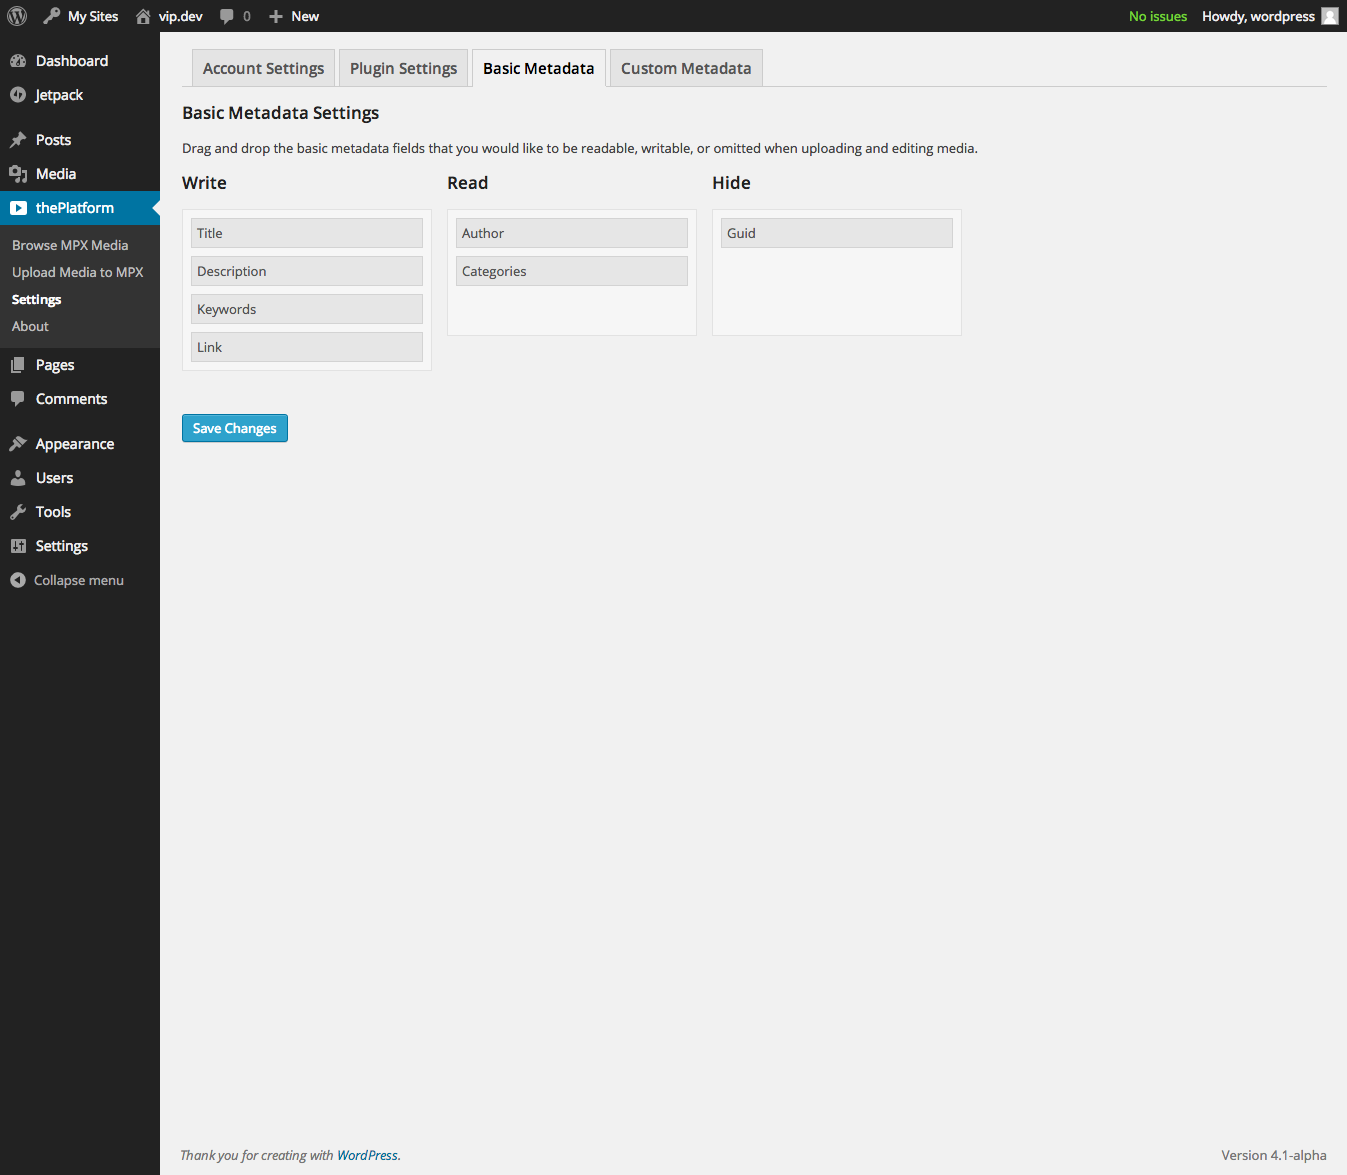 My Sites vip.dev 0 New No issues Howdy, wordpress
Dashboard
Jetpack
Posts
Media
thePlatform
Browse MPX Media
Upload Media to MPX
Settings
About
Pages
Comments
Appearance
Users
Tools
Settings
Collapse menu
Account Settings Plugin Settings Basic Metadata Custom Metadata
Basic Metadata Settings
Drag and drop the basic metadata fields that you would like to be readable, writable, or omitted when uploading and editing media.
Write Read Hide
Title Author Guid
Description Categories
Keywords
Link
Save Changes
Thank you for creating with WordPress. Version 4.1-alpha